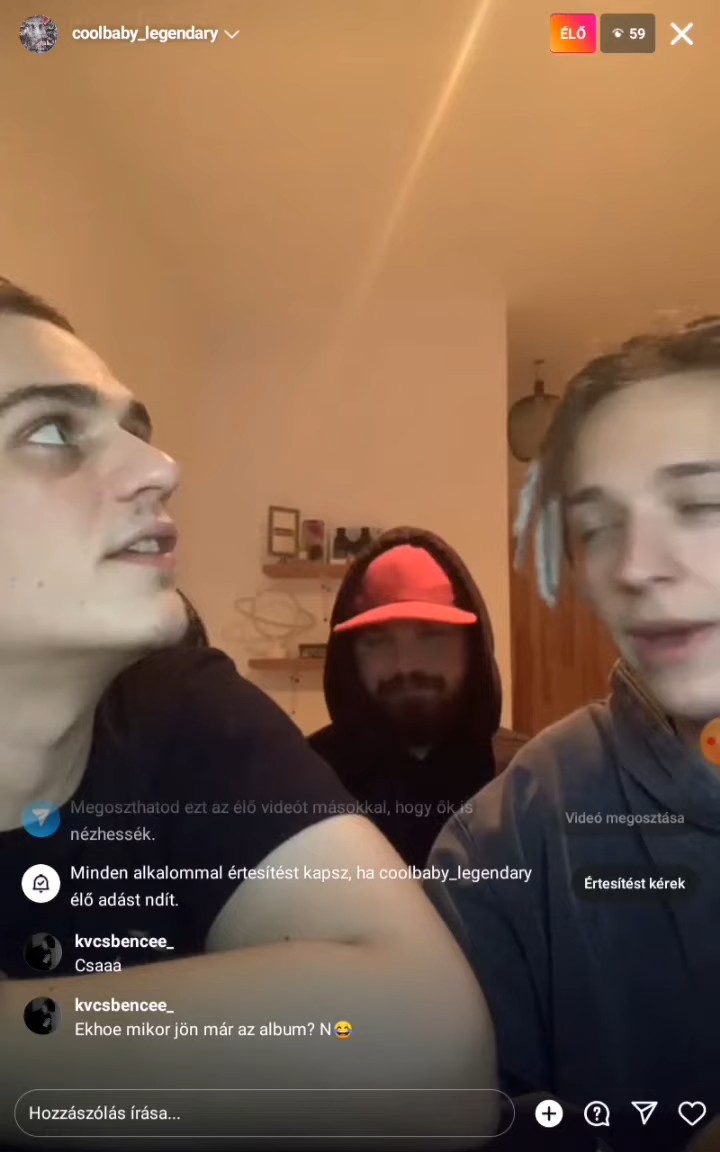 coolbaby_legendary
ÉLŐ
59
Megoszthatod ezt az élő videót másokkal, hogy ők is
nézhessék.
Videó megosztása
Minden alkalommal értesítést kapsz, ha coolbaby_legendary
élő adást ndít.
Értesítést kérek
kvcsbencee_
Csaaa
kvcsbencee_
Ekhoe mikor jön már az album? N😂
Hozzászólás írása...